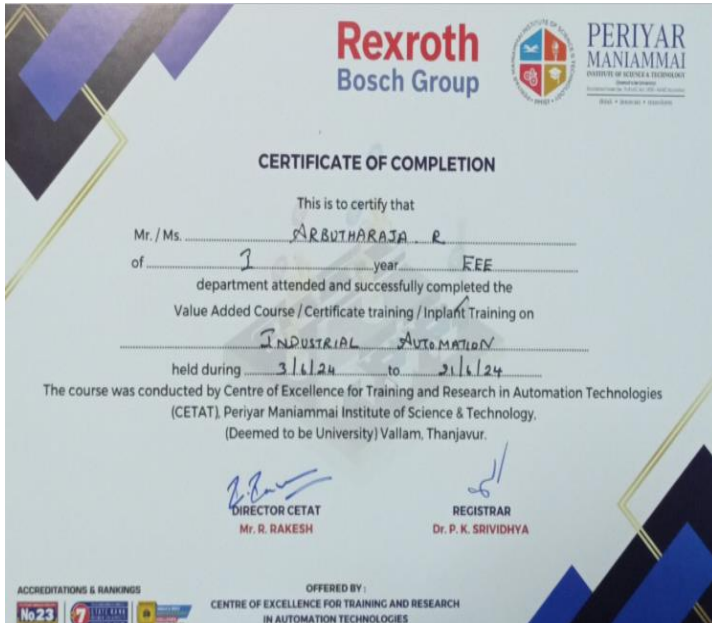 Rexroth
Bosch Group
PERIYAR
MANIAMMAI
INSTITUTE OF SCIENCE & TECHNOLOGY
CERTIFICATE OF COMPLETION
This is to certify that
Mr. / Ms. ARBUTHARAJA. R
of I year EEE
department attended and successfully completed the
Value Added Course / Certificate training / Inplant Training on
INDUSTRIAL AUTOMATION
held during 3/6/24 to 21/6/24
The course was conducted by Centre of Excellence for Training and Research in Automation Technologies
(CETAT), Periyar Maniammai Institute of Science & Technology,
(Deemed to be University) Vallam, Thanjavur.
DIRECTOR CETAT
Mr. R. RAKESH
REGISTRAR
Dr. P. K. SRIVIDHYA
ACCREDITATIONS & RANKINGS
No 23
7
OFFERED BY :
CENTRE OF EXCELLENCE FOR TRAINING AND RESEARCH
IN AUTOMATION TECHNOLOGIES